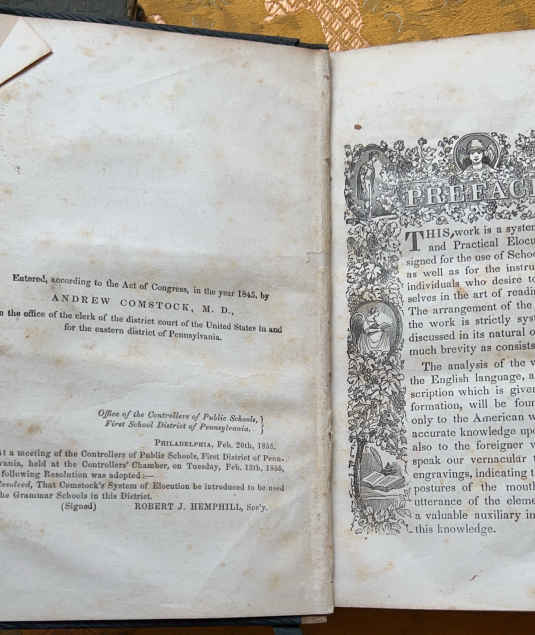 Entered, according to the Act of Congress, in the year 1845, by
ANDREW COMSTOCK, M. D.,
n the office of the clerk of the district court of the United States in and
for the eastern district of Pennsylvania.
Office of the Controllers of Public Schools,
First School District of Pennsylvania.
PHILADELPHIA, Feb. 20th, 1855.
t a meeting of the Controllers of Public Schools, First District of Penn-
vania, held at the Controllers' Chamber, on Tuesday, Feb. 13th, 1855,
following Resolution was adopted:—
esolved, That Comstock's System of Elocution be introduced to be used
he Grammar Schools in this District.
(Signed) ROBERT J. HEMPHILL, Sec'y.
PREFAC
THIS work is a system
and Practical Elocu
signed for the use of Schoo
as well as for the instru
individuals who desire to
selves in the art of readin
The arrangement of the
the work is strictly sys
discussed in its natural o
much brevity as consists
The analysis of the v
the English language, a
scription which is given
formation, will be foun
only to the American w
accurate knowledge upo
also to the foreigner
speak our vernacular t
engravings, indicating t
postures of the mouth
utterance of the eleme
a valuable auxiliary in
this knowledge.